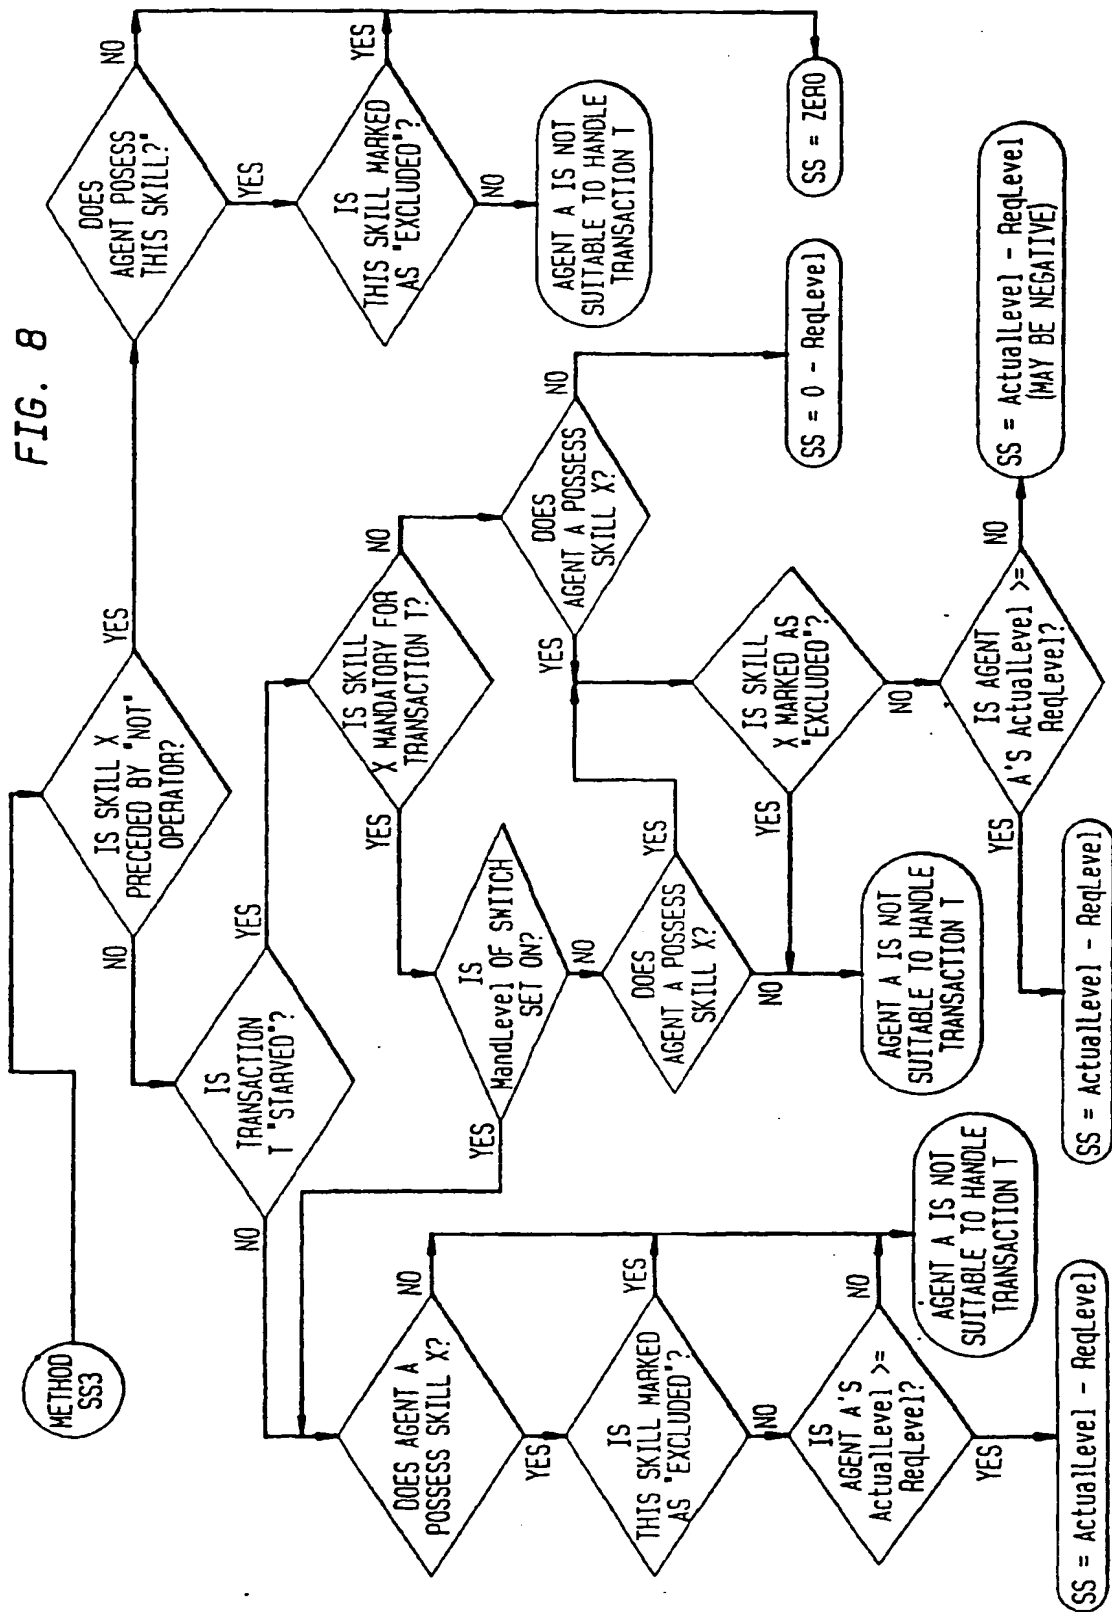 FIG. 8
METHOD
SS3
IS SKILL X
PRECEDED BY "NOT"
OPERATOR?
YES
NO
DOES
AGENT POSESS
THIS SKILL?"
NO
YES
IS
THIS SKILL MARKED
AS "EXCLUDED"?
YES
NO
AGENT A IS NOT
SUITABLE TO HANDLE
TRANSACTION T
SS = ZERO
IS
TRANSACTION
T "STARVED"?
YES
NO
IS SKILL
X MANDATORY FOR
TRANSACTION T?
NO
YES
DOES
AGENT A POSSESS
SKILL X?
NO
YES
SS = 0 - ReqLevel
IS
MandLevel OF SWITCH
SET ON?
YES
NO
DOES
AGENT A POSSESS
SKILL X?
YES
NO
IS SKILL
X MARKED AS
"EXCLUDED"?
YES
NO
AGENT A IS NOT
SUITABLE TO HANDLE
TRANSACTION T
IS AGENT
A'S ActualLevel >=
ReqLevel?
NO
YES
SS = ActualLevel - ReqLevel
(MAY BE NEGATIVE)
SS = ActualLevel - ReqLevel
DOES AGENT A
POSSESS SKILL X?
NO
YES
IS
THIS SKILL MARKED
AS "EXCLUDED"?
YES
NO
IS
AGENT A'S
ActualLevel >=
ReqLevel?
NO
YES
AGENT A IS NOT
SUITABLE TO HANDLE
TRANSACTION T
SS = ActualLevel - ReqLevel